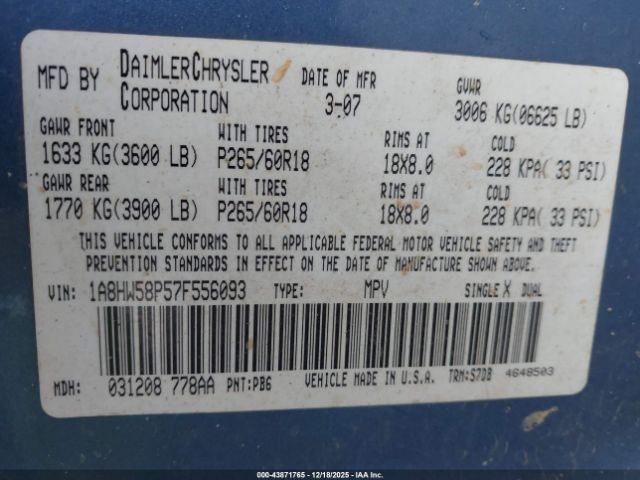 MFD BY DAIMLERCHRYSLER CORPORATION DATE OF MFR 3-07 GVWR 3006 KG(06625 LB)
GAWR FRONT WITH TIRES RIMS AT COLD
1633 KG(3600 LB) P265/60R18 18X8.0 228 KPA( 33 PSI)
GAWR REAR WITH TIRES RIMS AT COLD
1770 KG(3900 LB) P265/60R18 18X8.0 228 KPA( 33 PSI)
THIS VEHICLE CONFORMS TO ALL APPLICABLE FEDERAL MOTOR VEHICLE SAFETY AND THEFT
PREVENTION STANDARDS IN EFFECT ON THE DATE OF MANUFACTURE SHOWN ABOVE.
VIN: 1A8HW58P57F556093 TYPE: MPV SINGLE X DUAL
MDH: 031208 778AA PNT:PB6 VEHICLE MADE IN U.S.A. TRM:S7DB 4648503
000-43871765 - 12/18/2025 - IAAI